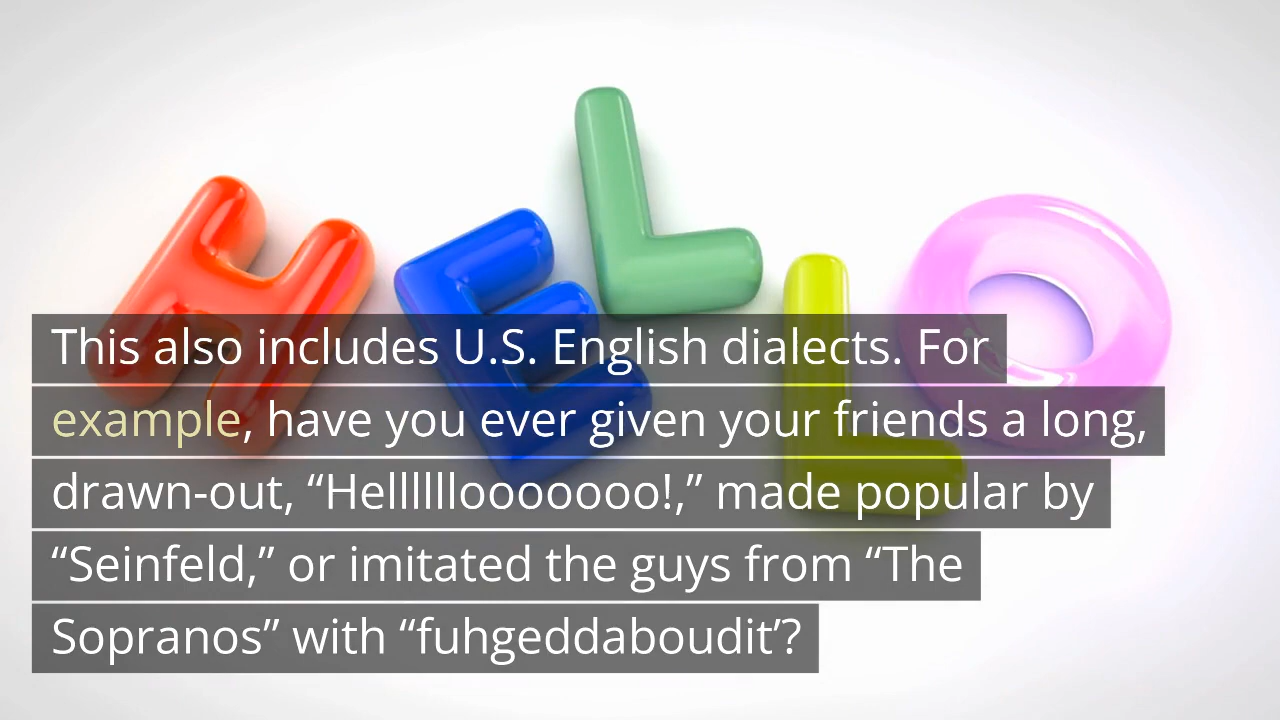 HELLO
This also includes U.S. English dialects. For
example, have you ever given your friends a long,
drawn-out, “Hellllllooooooo!,” made popular by
“Seinfeld,” or imitated the guys from “The
Sopranos” with “fuhgeddaboudit’?